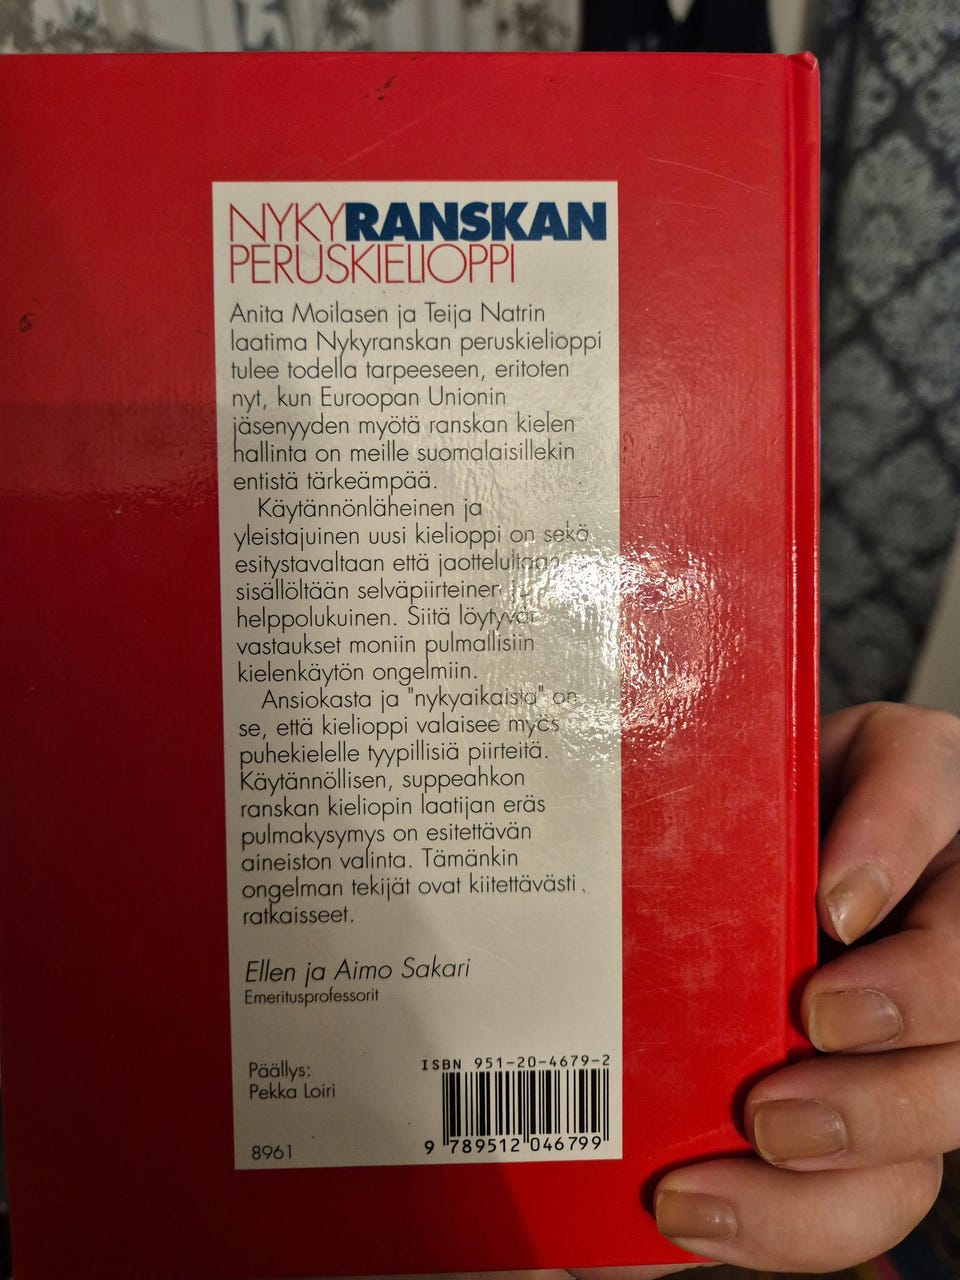 NYKYRANSKAN
PERUSKIELIOPPI
Anita Moilasen ja Teija Natrin
laatima Nykyranskan peruskielioppi
tulee todella tarpeeseen, eritoten
nyt, kun Euroopan Unionin
jäsenyyden myötä ranskan kielen
hallinta on meille suomalaisillekin
entistä tärkeämpää.
Käytännönläheinen ja
yleistajuinen uusi kielioppi on sekä
esitystavaltaan että jaottelultaan
sisällöltään selväpiirteinen ja
helppolukuinen. Siitä löytyvät
vastaukset moniin pulmallisiin
kielenkäytön ongelmiin.
Ansiokasta ja "nykyaikaista" on
se, että kielioppi valaisee myös
puhekielelle tyypillisiä piirteitä.
Käytännöllisen, suppeahkon
ranskan kieliopin laatijan eräs
pulmakysymys on esitettävän
aineiston valinta. Tämänkin
ongelman tekijät ovat kiitettävästi
ratkaisseet.
Ellen ja Aimo Sakari
Emeritusprofessorit
Päällys:
Pekka Loiri
8961
ISBN 951-20-4679-2
9 789512 046799